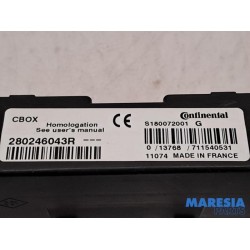 CBOX
Homologation
See user's manual
280246043R ---
CE
Continental
S180072001 G
0 /13768 /711540531
11074 MADE IN FRANCE
MARESIA